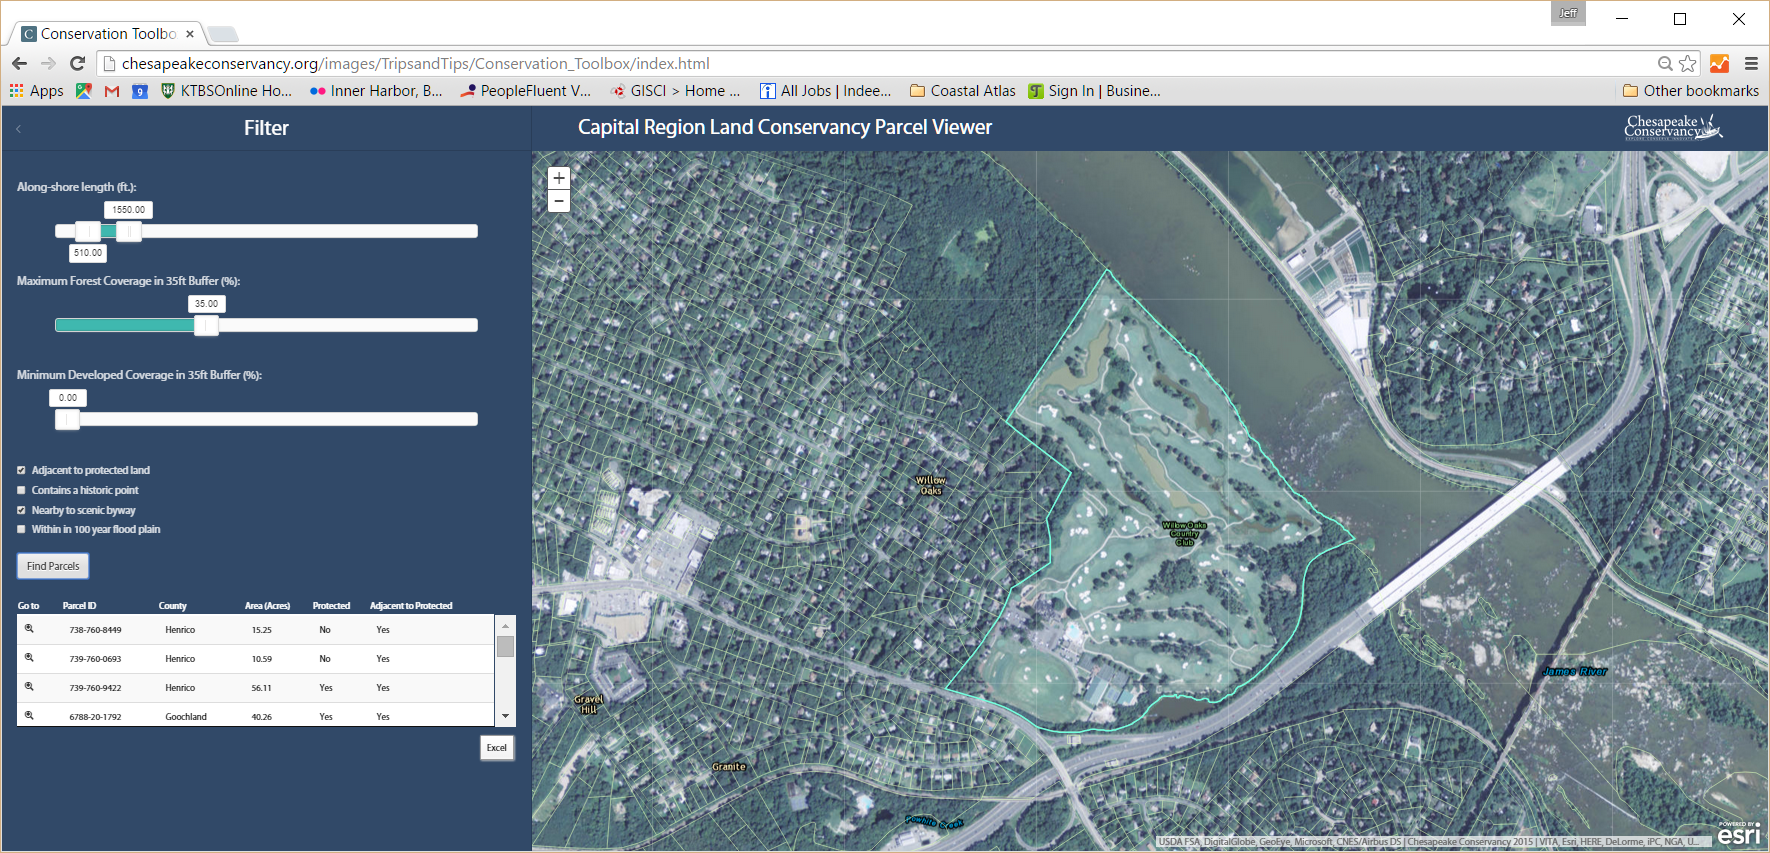 Jeff
Conservation Toolbo
chesapeakeconservancy.org/images/TripsandTips/Conservation_Toolbox/index.html
Apps
9
KTBSOnline Ho...
Inner Harbor, B...
PeopleFluent V...
GISCI > Home ...
All Jobs | Indee...
Coastal Atlas
Sign In | Busine...
Other bookmarks
Filter
Capital Region Land Conservancy Parcel Viewer
Chesapeake
Conservancy
Along-shore length (ft.):
1550.00
510.00
Maximum Forest Coverage in 35ft Buffer (%):
35.00
Minimum Developed Coverage in 35ft Buffer (%):
0.00
Adjacent to protected land
Contains a historic point
Nearby to scenic byway
Within in 100 year flood plain
Find Parcels
Go to Parcel ID County Area (Acres) Protected Adjacent to Protected
738-760-8449 Henrico 15.25 No Yes
739-760-0693 Henrico 10.59 No Yes
739-760-9422 Henrico 56.11 Yes Yes
6788-20-1792 Goochland 40.26 Yes Yes
Excel
+
−
Willow
Oaks
Willow Oaks
Country
Club
Gravel
Hill
Granite
James River
Powhite Creek
USDA FSA, DigitalGlobe, GeoEye, Microsoft, CNES/Airbus DS | Chesapeake Conservancy 2015 | VITA, Esri, HERE, DeLorme, iPC, NGA, U...
POWERED BY
esri